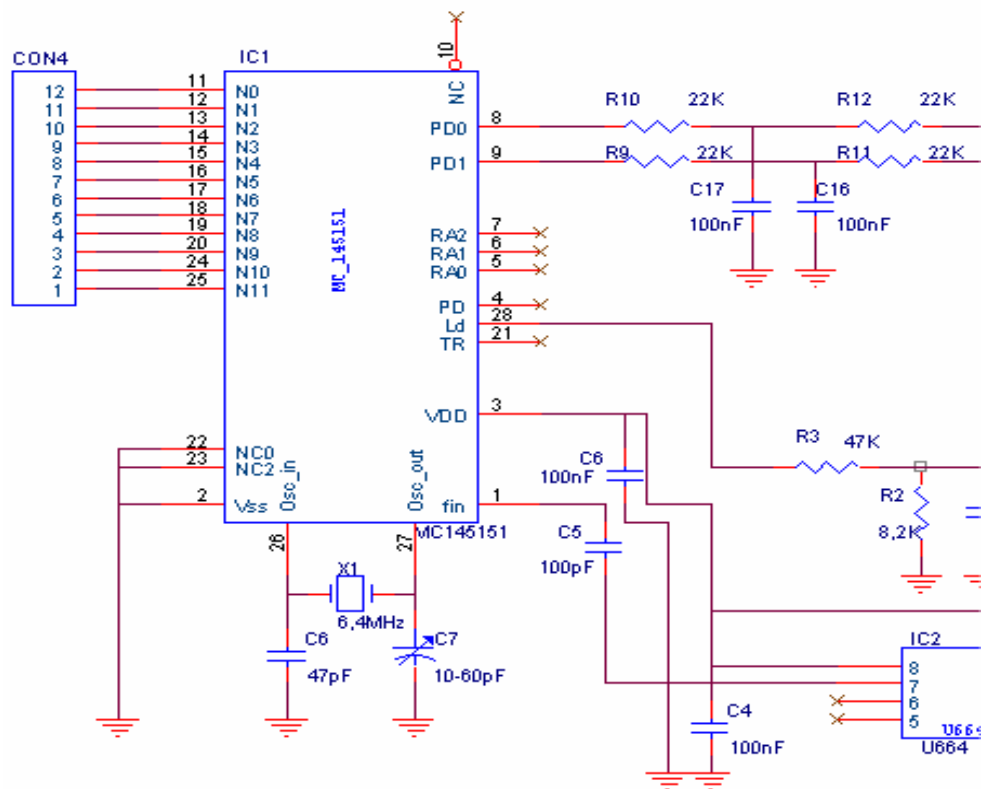 CON4
12
11
10
9
8
7
6
5
4
3
2
1
11
12
13
14
15
16
17
18
19
20
24
25
22
23
2
IC1
N0
N1
N2
N3
N4
N5
N6
N7
N8
N9
N10
N11
NC0
NC2
Vss
Osc_in
Osc_out
MC_145151
NC
10
PD0
PD1
RA2
RA1
RA0
PD
Ld
TR
VDD
fin
8
9
7
6
5
4
28
21
3
1
MC145151
26
27
X1
6,4MHz
C6
47pF
C7
10-60pF
R10 22K
R12 22K
R9 22K
R11 22K
C17
100nF
C16
100nF
R3 47K
R2
8,2K
C6
100nF
C5
100pF
C4
100nF
IC2
8
7
6
5
U664
U664